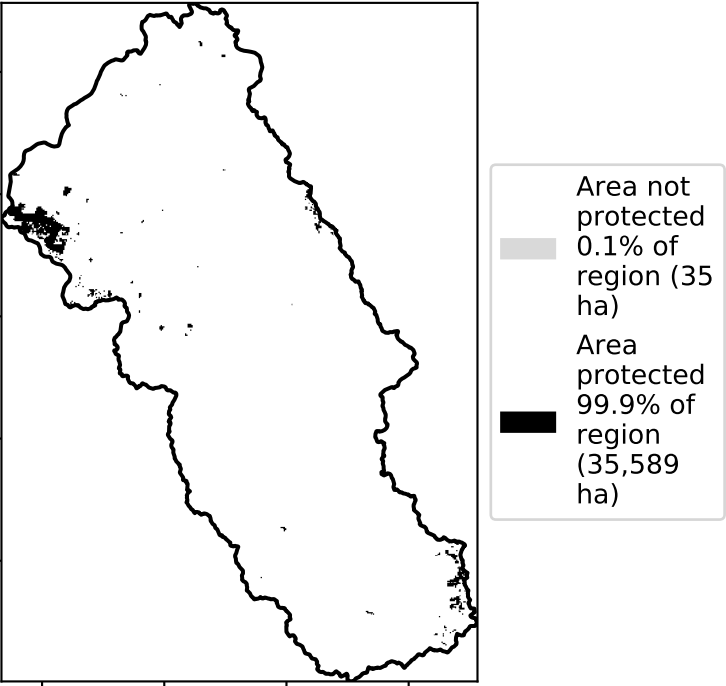 Area not
protected
0.1% of
region (35
ha)
Area
protected
99.9% of
region
(35,589
ha)